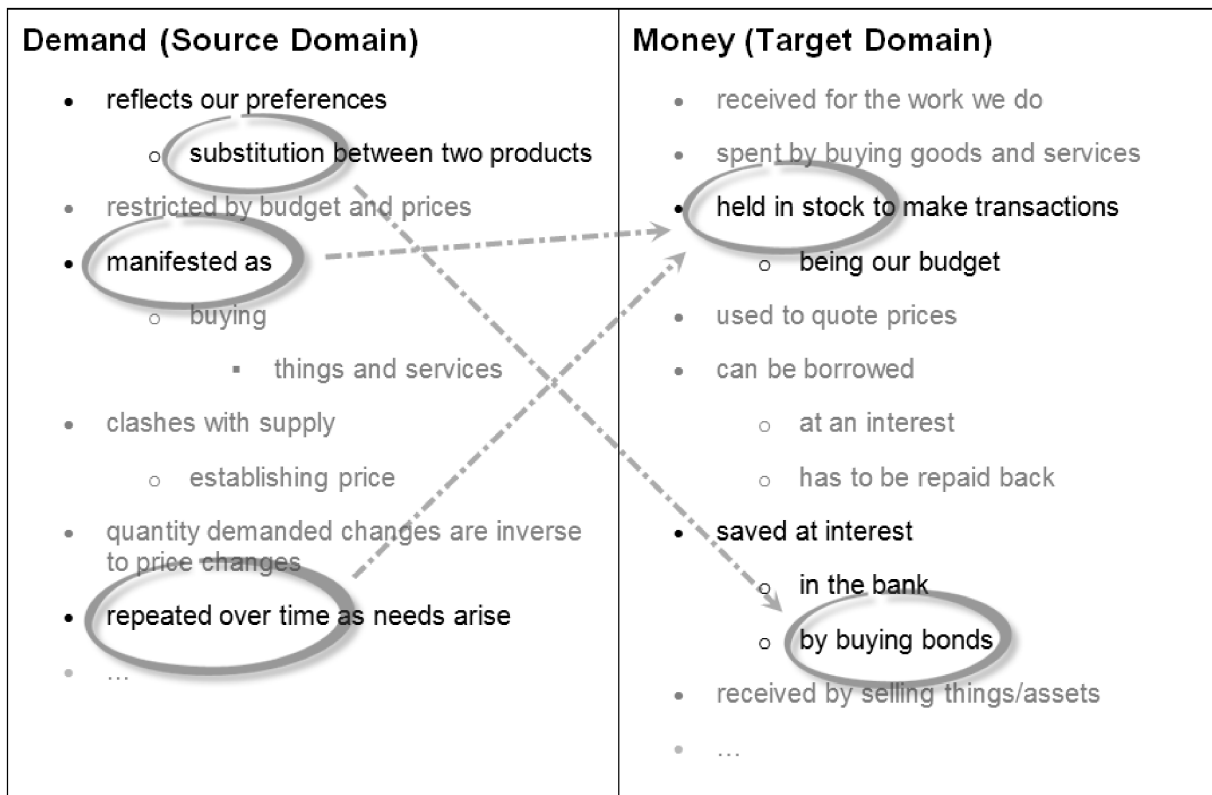 Demand (Source Domain)
• reflects our preferences
o substitution between two products
• restricted by budget and prices
• manifested as
o buying
▪ things and services
• clashes with supply
o establishing price
• quantity demanded changes are inverse
to price changes
• repeated over time as needs arise
• ...
Money (Target Domain)
• received for the work we do
• spent by buying goods and services
• held in stock to make transactions
o being our budget
• used to quote prices
• can be borrowed
o at an interest
o has to be repaid back
• saved at interest
o in the bank
o by buying bonds
• received by selling things/assets
• ...